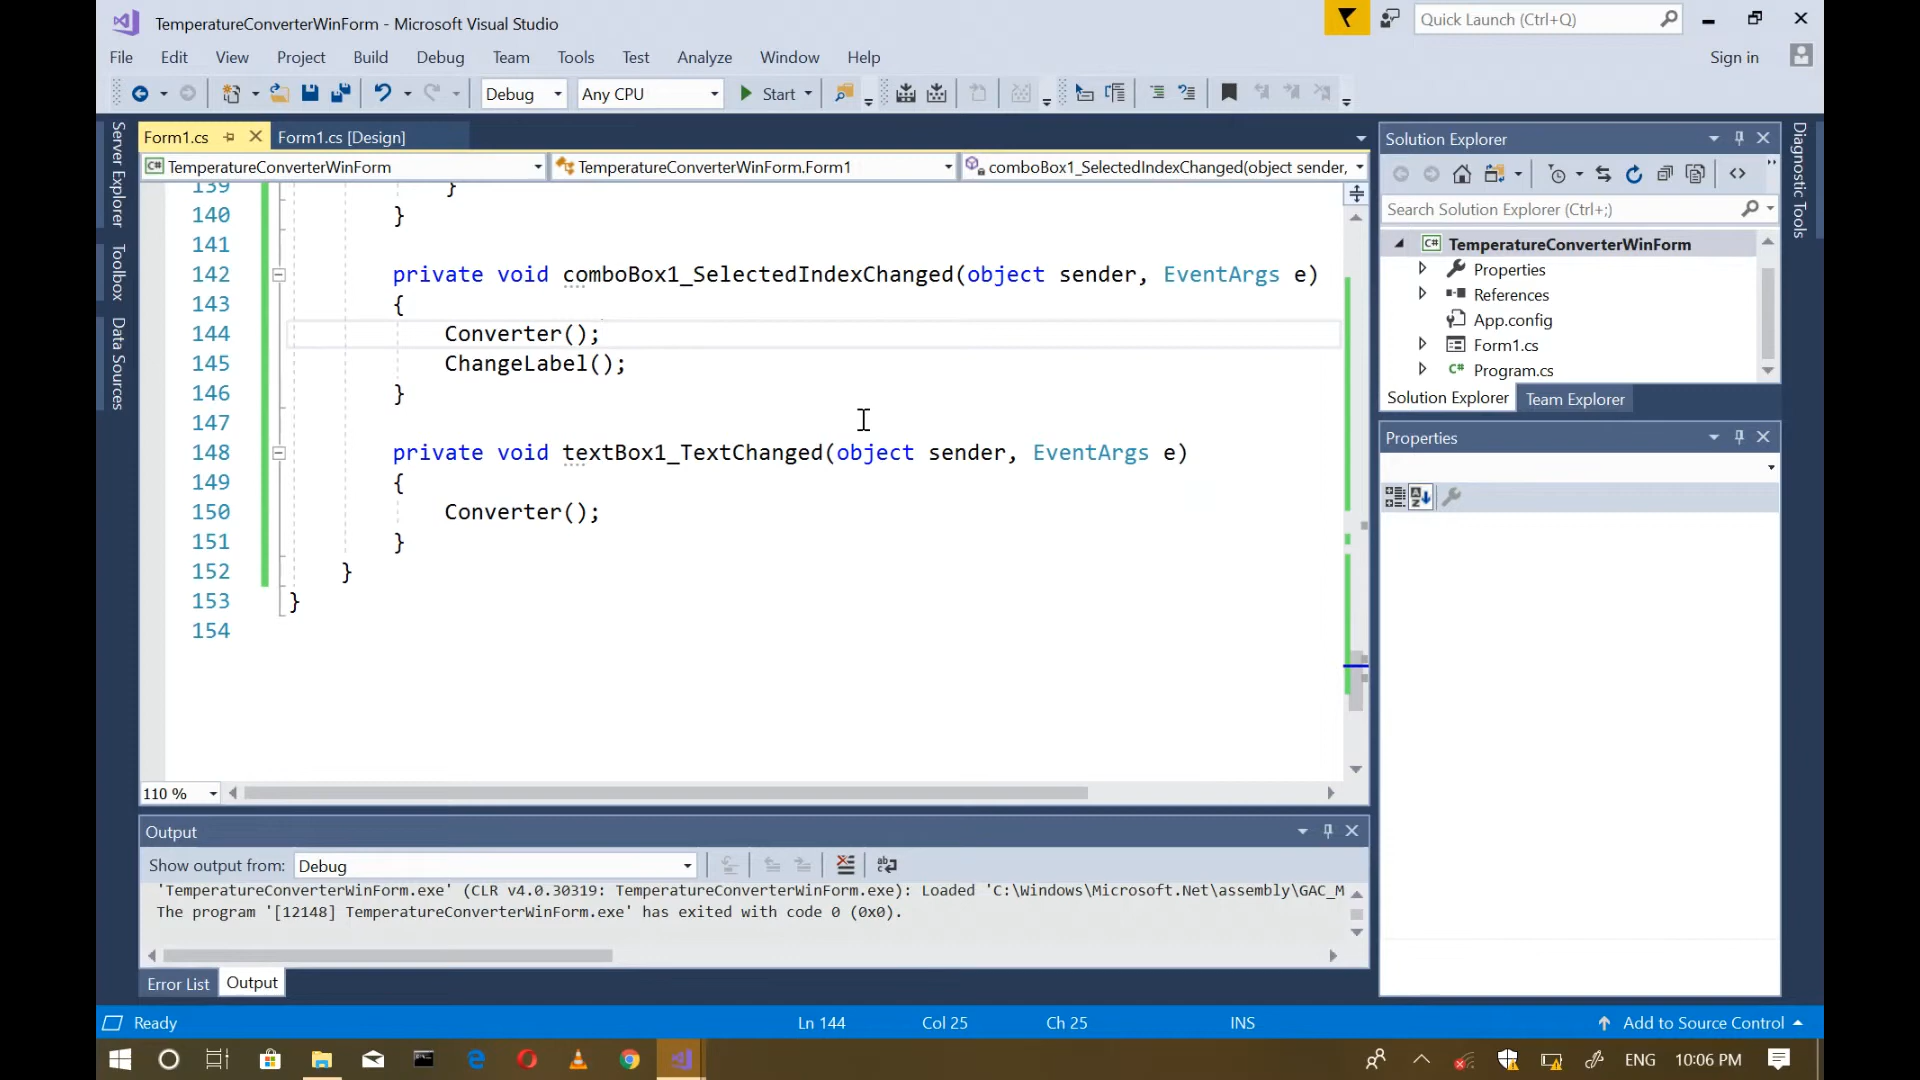 TemperatureConverterWinForm - Microsoft Visual Studio
Quick Launch (Ctrl+Q)
File Edit View Project Build Debug Team Tools Test Analyze Window Help
Sign in
Debug Any CPU Start
Form1.cs Form1.cs [Design]
TemperatureConverterWinForm TemperatureConverterWinForm.Form1 comboBox1_SelectedIndexChanged(object sender,
Server Explorer
Toolbox
Data Sources
139 }
140 }
141
142 private void comboBox1_SelectedIndexChanged(object sender, EventArgs e)
143 {
144 Converter();
145 ChangeLabel();
146 }
147
148 private void textBox1_TextChanged(object sender, EventArgs e)
149 {
150 Converter();
151 }
152 }
153 }
154
110 %
Output
Show output from: Debug
'TemperatureConverterWinForm.exe' (CLR v4.0.30319: TemperatureConverterWinForm.exe): Loaded 'C:\Windows\Microsoft.Net\assembly\GAC_M
The program '[12148] TemperatureConverterWinForm.exe' has exited with code 0 (0x0).
Error List Output
Solution Explorer
Search Solution Explorer (Ctrl+;)
C# TemperatureConverterWinForm
Properties
References
App.config
Form1.cs
C# Program.cs
Solution Explorer Team Explorer
Properties
Diagnostic Tools
Ready Ln 144 Col 25 Ch 25 INS Add to Source Control
ENG 10:06 PM